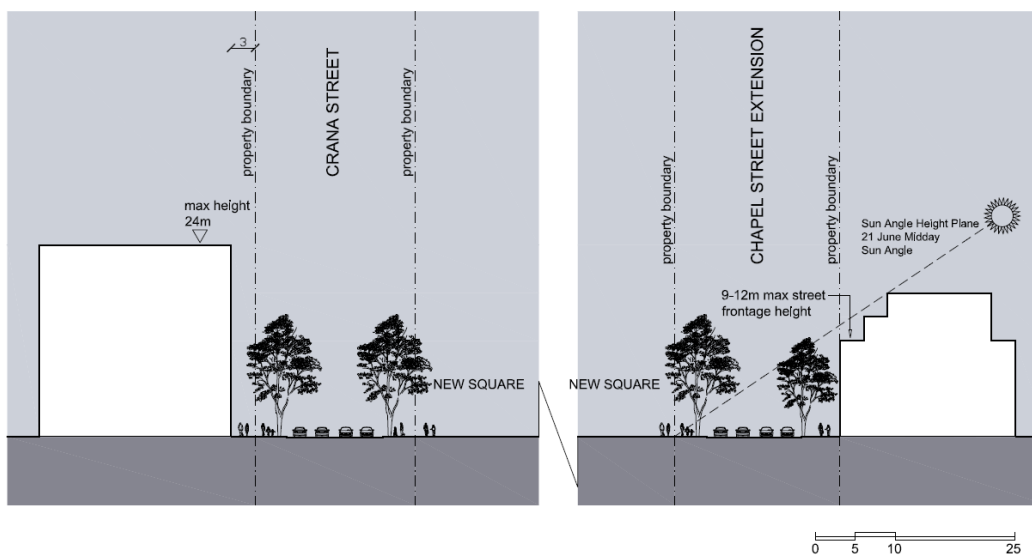 3
property boundary
CRANA STREET
property boundary
max height
24m
NEW SQUARE
property boundary
CHAPEL STREET EXTENSION
property boundary
Sun Angle Height Plane
21 June Midday
Sun Angle
9-12m max street
frontage height
NEW SQUARE
0 5 10 25